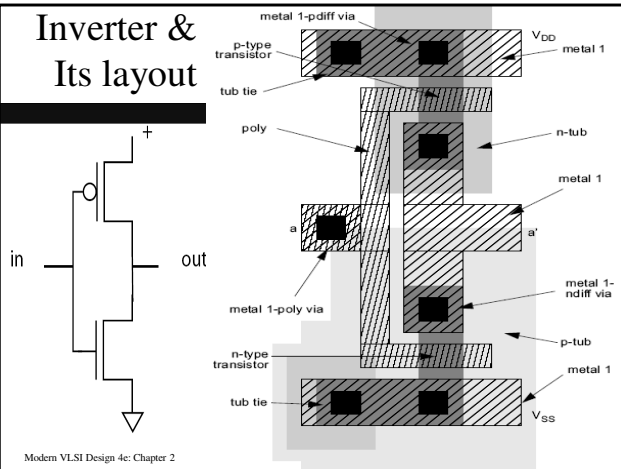 Inverter &
Its layout
+
in
out
Modern VLSI Design 4e: Chapter 2
metal 1-pdiff via
p-type
transistor
tub tie
poly
a
metal 1-poly via
n-type
transistor
tub tie
VDD
metal 1
n-tub
metal 1
a'
metal 1-
ndiff via
p-tub
metal 1
VSS